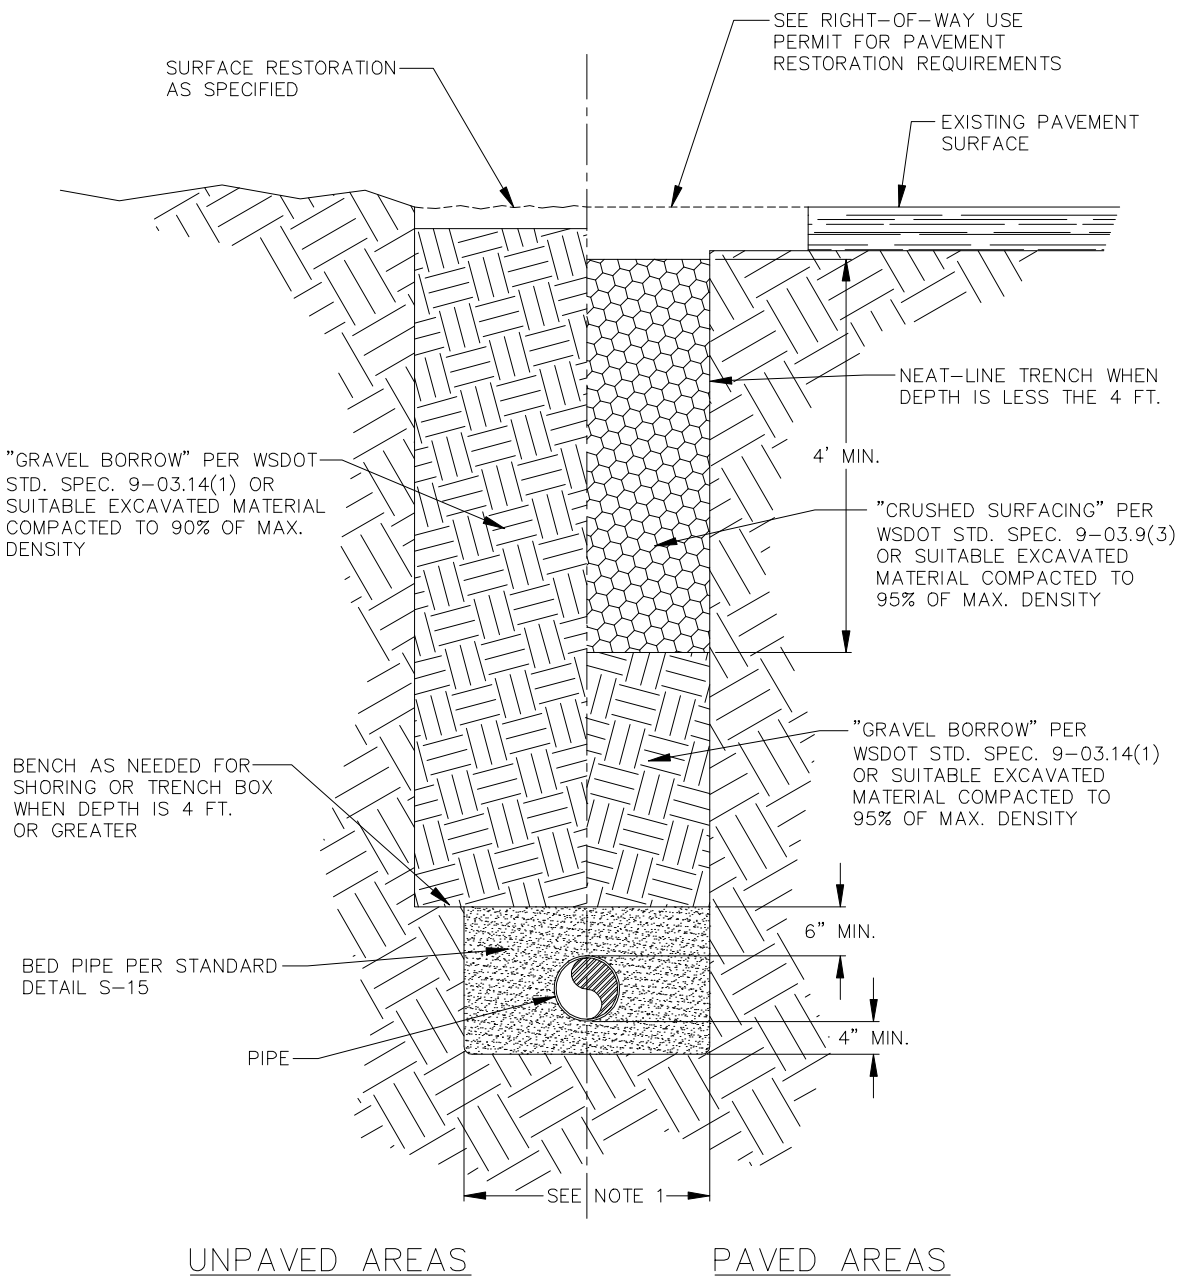 SEE RIGHT-OF-WAY USE
PERMIT FOR PAVEMENT
RESTORATION REQUIREMENTS
SURFACE RESTORATION
AS SPECIFIED
EXISTING PAVEMENT
SURFACE
NEAT-LINE TRENCH WHEN
DEPTH IS LESS THE 4 FT.
4' MIN.
"GRAVEL BORROW" PER WSDOT
STD. SPEC. 9-03.14(1) OR
SUITABLE EXCAVATED MATERIAL
COMPACTED TO 90% OF MAX.
DENSITY
"CRUSHED SURFACING" PER
WSDOT STD. SPEC. 9-03.9(3)
OR SUITABLE EXCAVATED
MATERIAL COMPACTED TO
95% OF MAX. DENSITY
"GRAVEL BORROW" PER
WSDOT STD. SPEC. 9-03.14(1)
OR SUITABLE EXCAVATED
MATERIAL COMPACTED TO
95% OF MAX. DENSITY
BENCH AS NEEDED FOR
SHORING OR TRENCH BOX
WHEN DEPTH IS 4 FT.
OR GREATER
6" MIN.
BED PIPE PER STANDARD
DETAIL S-15
4" MIN.
PIPE
SEE NOTE 1
UNPAVED AREAS
PAVED AREAS